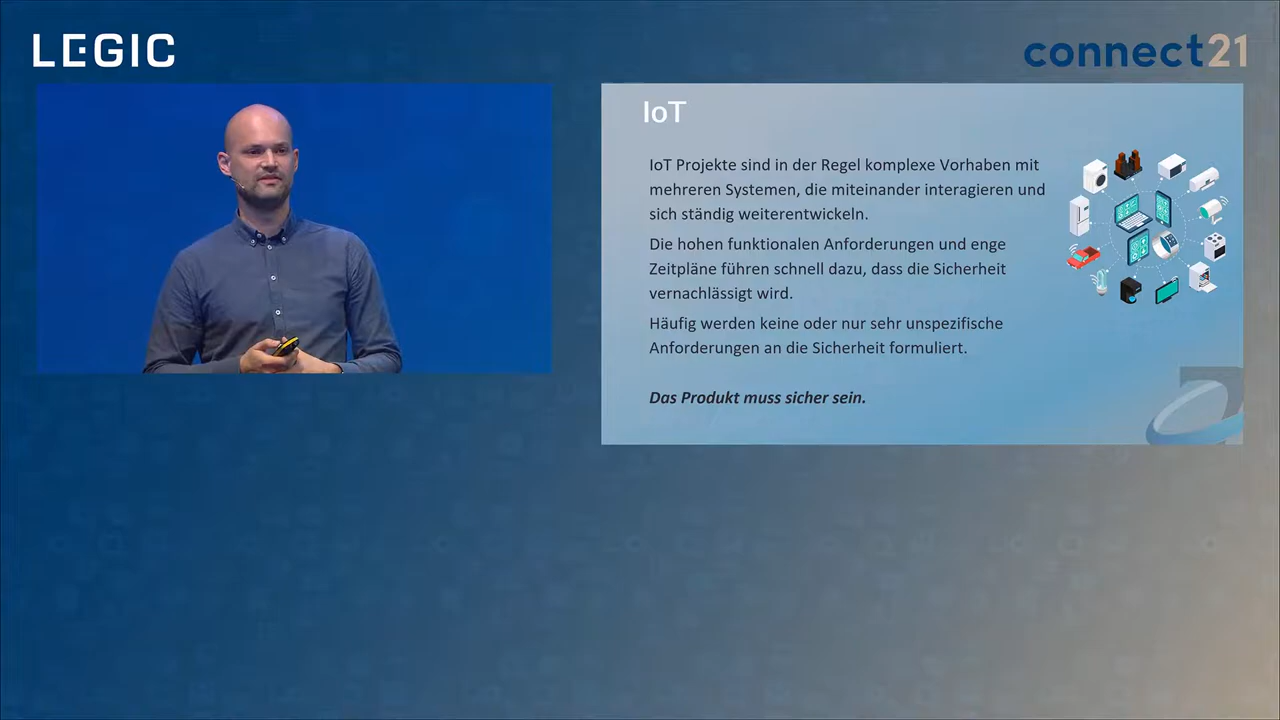 LEGIC
connect21
IoT
IoT Projekte sind in der Regel komplexe Vorhaben mit
mehreren Systemen, die miteinander interagieren und
sich ständig weiterentwickeln.
Die hohen funktionalen Anforderungen und enge
Zeitpläne führen schnell dazu, dass die Sicherheit
vernachlässigt wird.
Häufig werden keine oder nur sehr unspezifische
Anforderungen an die Sicherheit formuliert.
Das Produkt muss sicher sein.